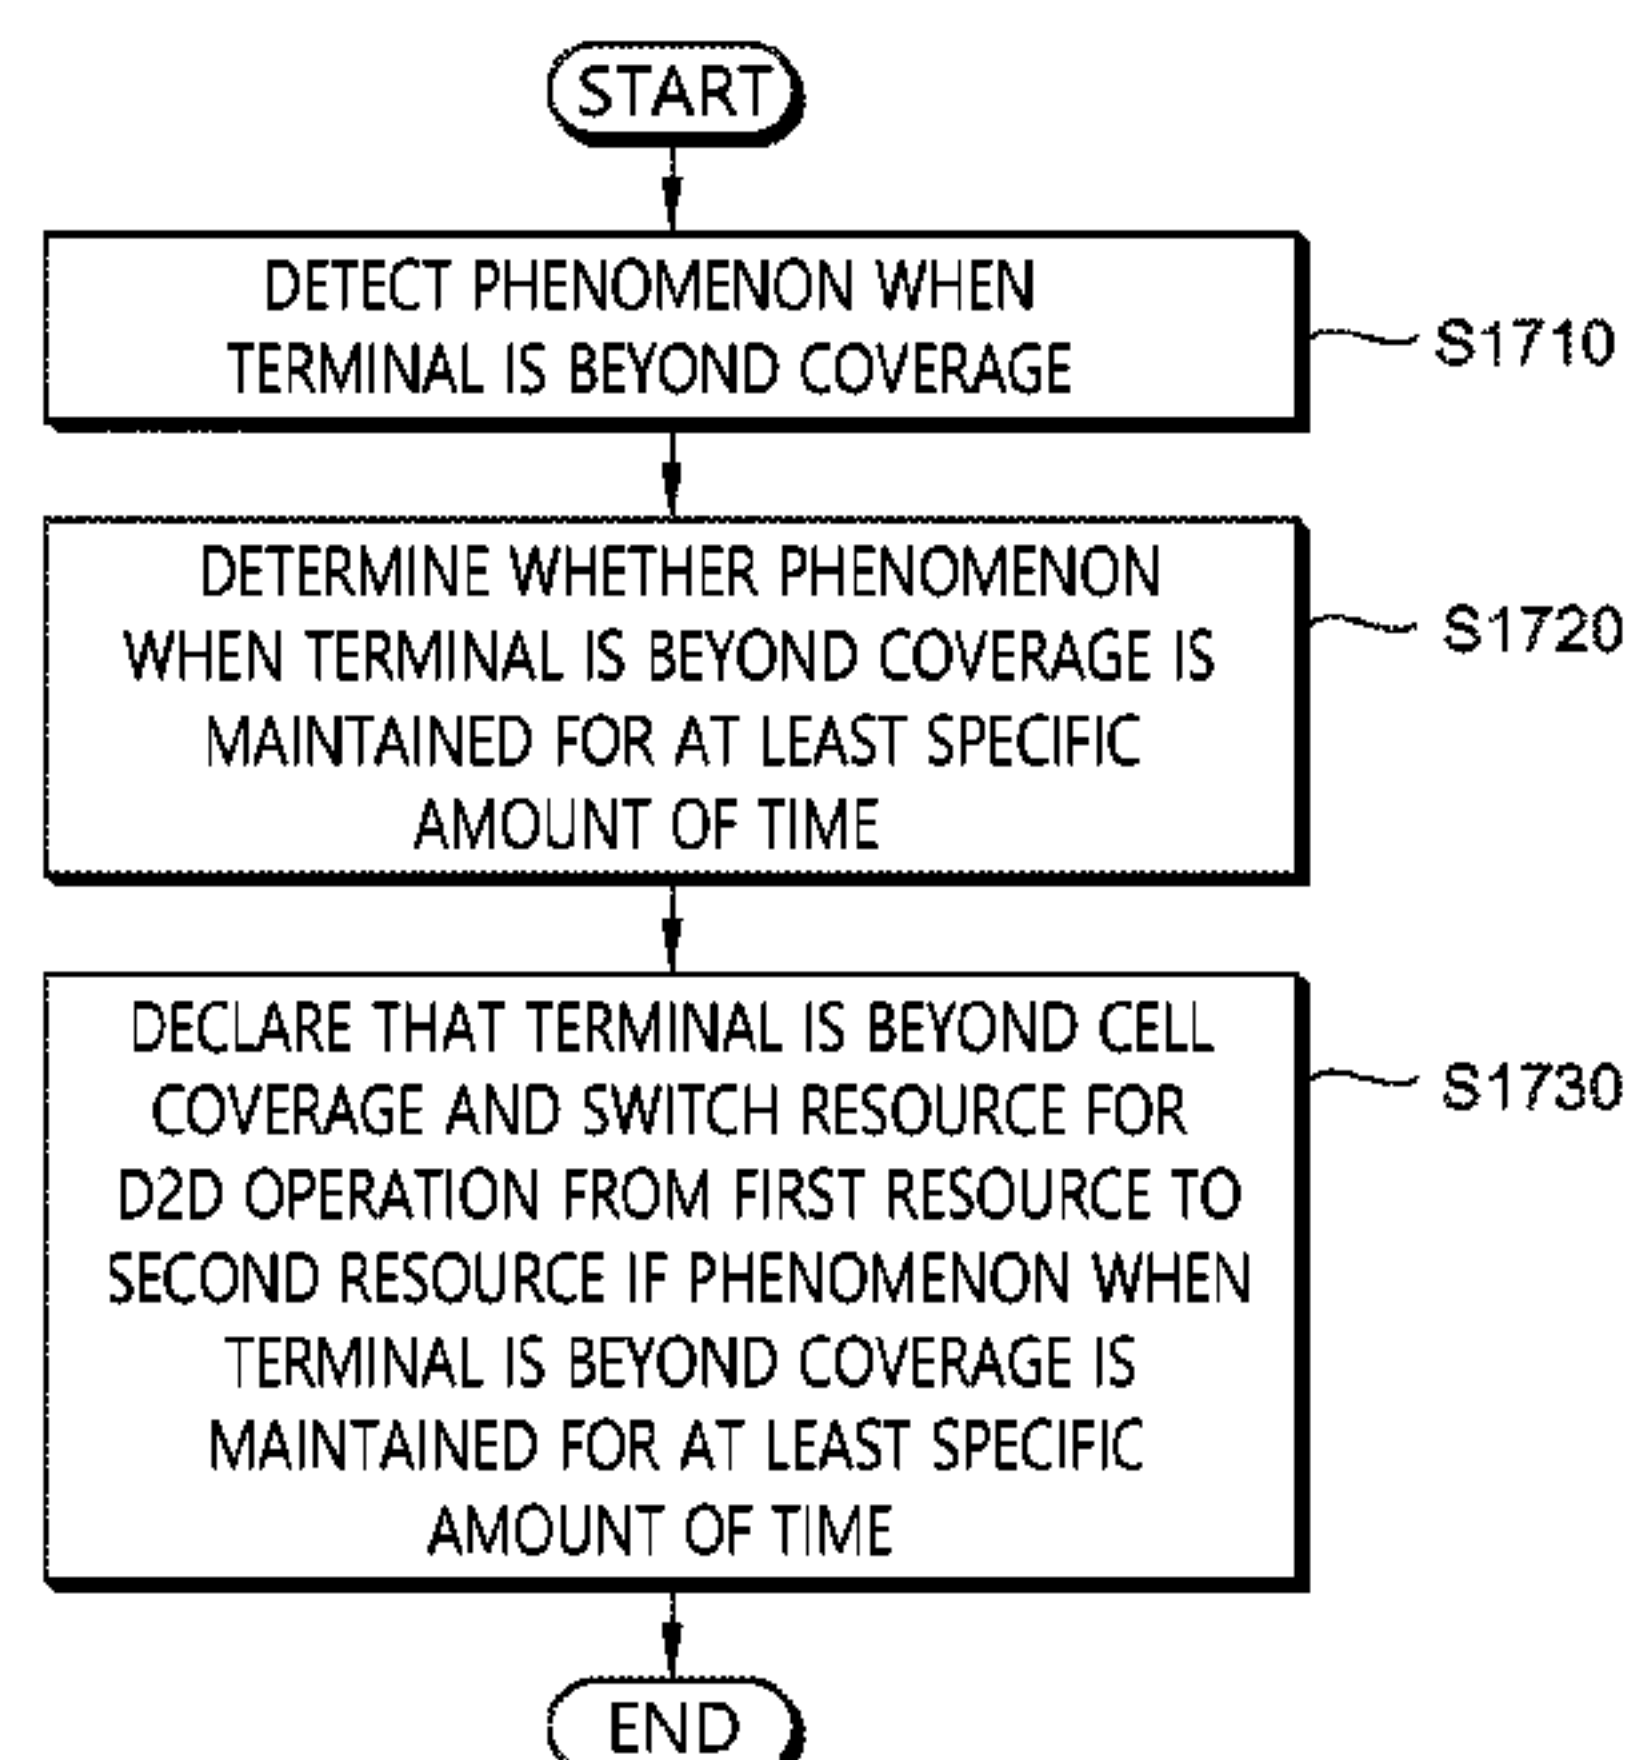 START
DETECT PHENOMENON WHEN
TERMINAL IS BEYOND COVERAGE
S1710
DETERMINE WHETHER PHENOMENON
WHEN TERMINAL IS BEYOND COVERAGE IS
MAINTAINED FOR AT LEAST SPECIFIC
AMOUNT OF TIME
S1720
DECLARE THAT TERMINAL IS BEYOND CELL
COVERAGE AND SWITCH RESOURCE FOR
D2D OPERATION FROM FIRST RESOURCE TO
SECOND RESOURCE IF PHENOMENON WHEN
TERMINAL IS BEYOND COVERAGE IS
MAINTAINED FOR AT LEAST SPECIFIC
AMOUNT OF TIME
S1730
END